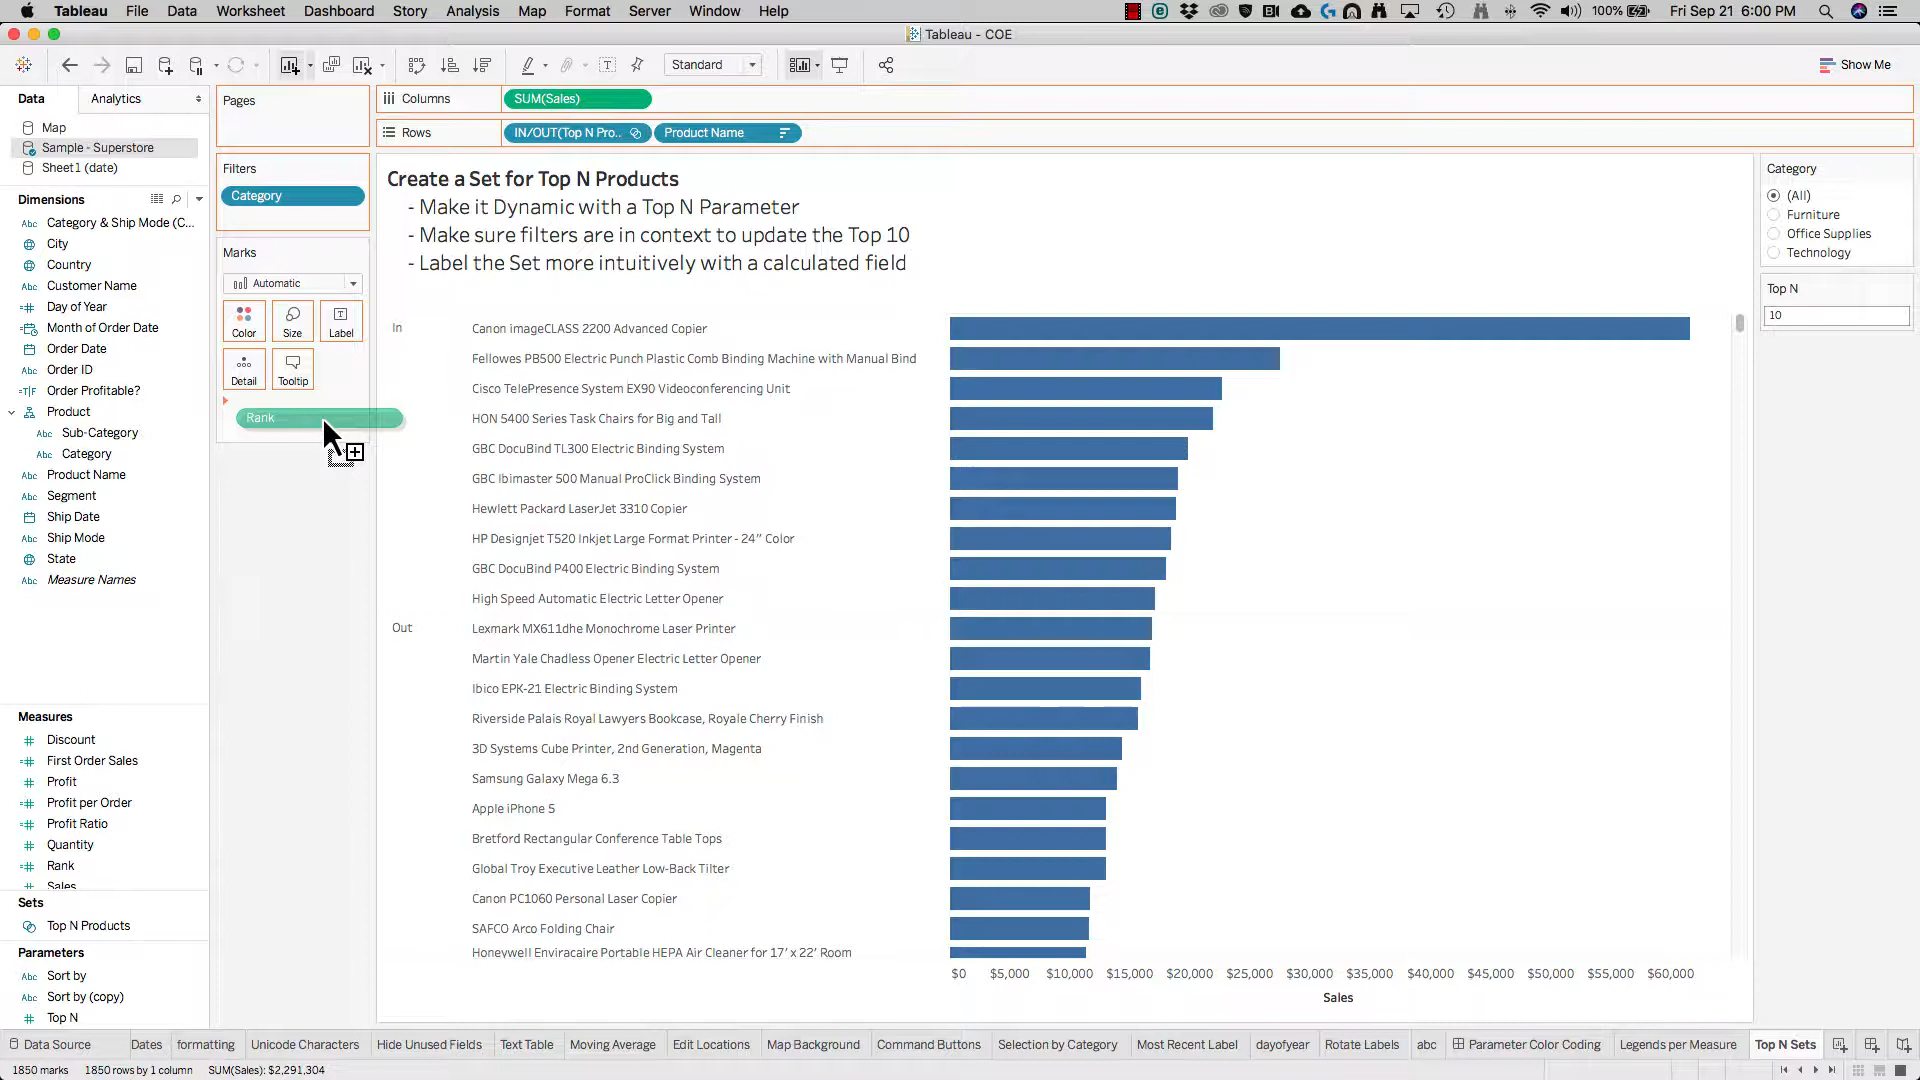 Tableau File Data Worksheet Dashboard Story Analysis Map Format Server Window Help 100% Fri Sep 21 6:00 PM
Tableau - COE
Standard Show Me
Data Analytics
Map
Sample - Superstore
Sheet1 (date)
Dimensions
Abc Category & Ship Mode (C...
City
Country
Abc Customer Name
Day of Year
Month of Order Date
Order Date
Abc Order ID
=T|F Order Profitable?
Product
Abc Sub-Category
Abc Category
Abc Product Name
Abc Segment
Ship Date
Abc Ship Mode
State
Abc Measure Names
Measures
# Discount
=# First Order Sales
# Profit
=# Profit per Order
=# Profit Ratio
# Quantity
=# Rank
# Sales
Sets
Top N Products
Parameters
Abc Sort by
Abc Sort by (copy)
# Top N
Pages
Filters
Category
Marks
Automatic
Color Size Label
Detail Tooltip
Rank
Columns SUM(Sales)
Rows IN/OUT(Top N Pro.. Product Name
Create a Set for Top N Products
- Make it Dynamic with a Top N Parameter
- Make sure filters are in context to update the Top 10
- Label the Set more intuitively with a calculated field
In Canon imageCLASS 2200 Advanced Copier
Fellowes PB500 Electric Punch Plastic Comb Binding Machine with Manual Bind
Cisco TelePresence System EX90 Videoconferencing Unit
HON 5400 Series Task Chairs for Big and Tall
GBC DocuBind TL300 Electric Binding System
GBC Ibimaster 500 Manual ProClick Binding System
Hewlett Packard LaserJet 3310 Copier
HP Designjet T520 Inkjet Large Format Printer - 24" Color
GBC DocuBind P400 Electric Binding System
High Speed Automatic Electric Letter Opener
Out Lexmark MX611dhe Monochrome Laser Printer
Martin Yale Chadless Opener Electric Letter Opener
Ibico EPK-21 Electric Binding System
Riverside Palais Royal Lawyers Bookcase, Royale Cherry Finish
3D Systems Cube Printer, 2nd Generation, Magenta
Samsung Galaxy Mega 6.3
Apple iPhone 5
Bretford Rectangular Conference Table Tops
Global Troy Executive Leather Low-Back Tilter
Canon PC1060 Personal Laser Copier
SAFCO Arco Folding Chair
Honeywell Enviracaire Portable HEPA Air Cleaner for 17' x 22' Room
$0 $5,000 $10,000 $15,000 $20,000 $25,000 $30,000 $35,000 $40,000 $45,000 $50,000 $55,000 $60,000
Sales
Category
(All)
Furniture
Office Supplies
Technology
Top N
10
Data Source Dates formatting Unicode Characters Hide Unused Fields Text Table Moving Average Edit Locations Map Background Command Buttons Selection by Category Most Recent Label dayofyear Rotate Labels abc Parameter Color Coding Legends per Measure Top N Sets
1850 marks 1850 rows by 1 column SUM(Sales): $2,291,304